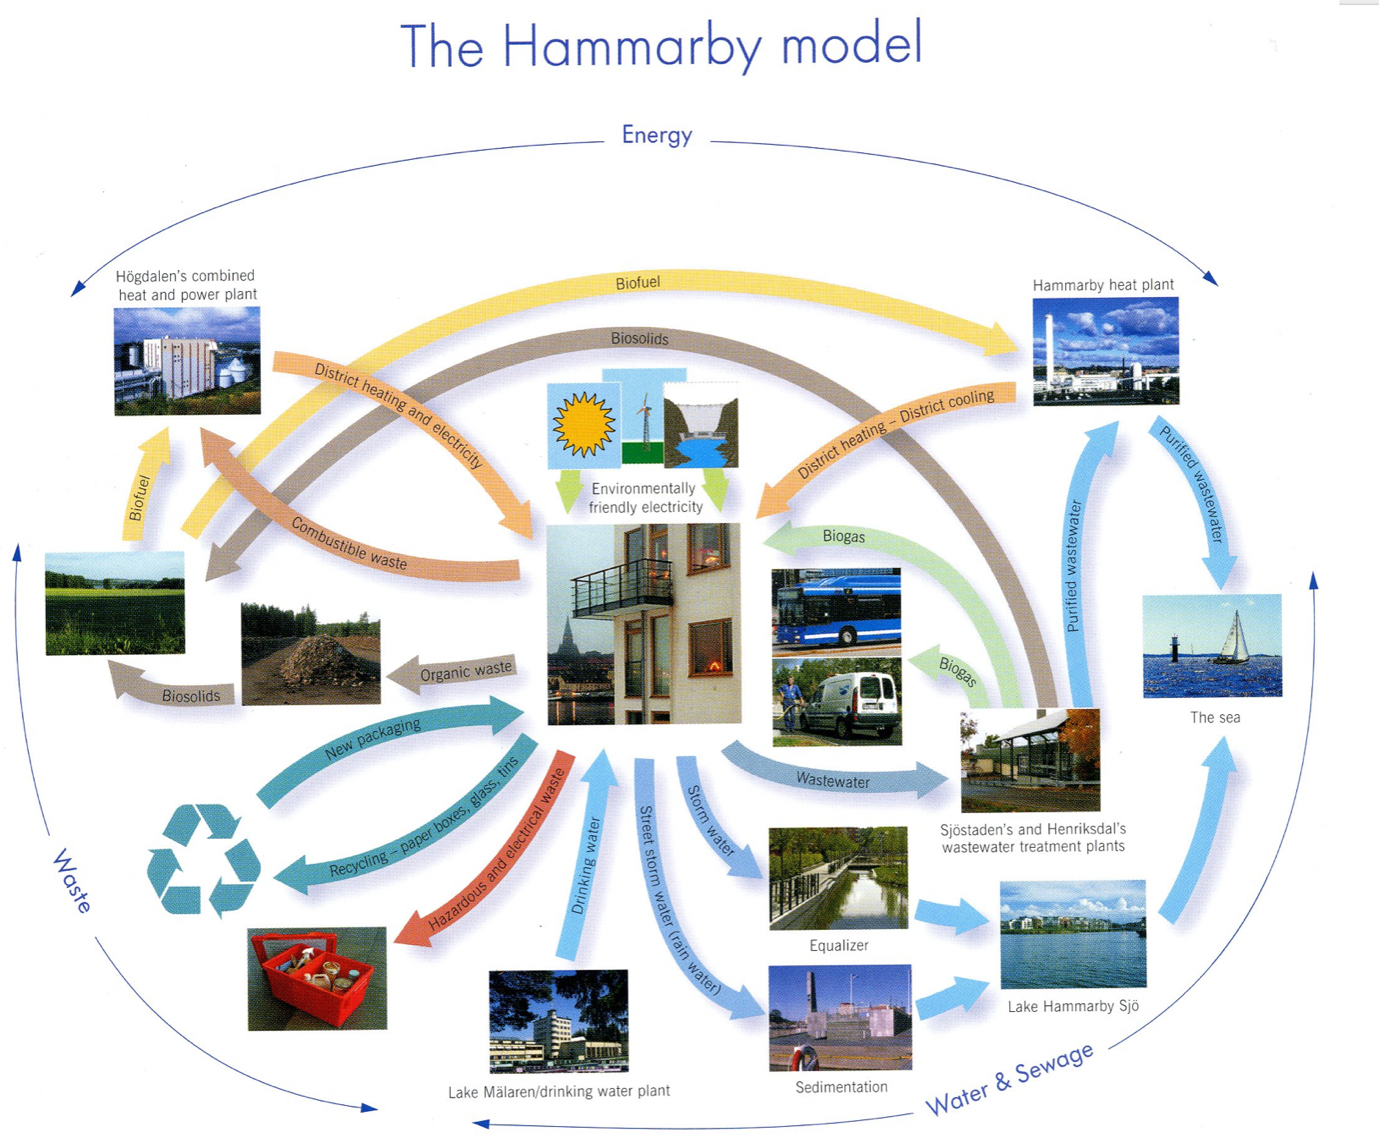 The Hammarby model
Energy
Högdalen's combined
heat and power plant
Biofuel
Hammarby heat plant
Biosolids
District heating and electricity
District heating – District cooling
Purified wastewater
Environmentally
friendly electricity
Biofuel
Combustible waste
Biogas
Purified wastewater
Organic waste
Biogas
Biosolids
The sea
New packaging
Wastewater
Recycling – paper boxes, glass, tins
Hazardous and electrical waste
Drinking water
Street storm water (rain water)
Storm water
Sjöstaden's and Henriksdal's
wastewater treatment plants
Waste
Equalizer
Lake Hammarby Sjö
Lake Mälaren/drinking water plant
Sedimentation
Water & Sewage